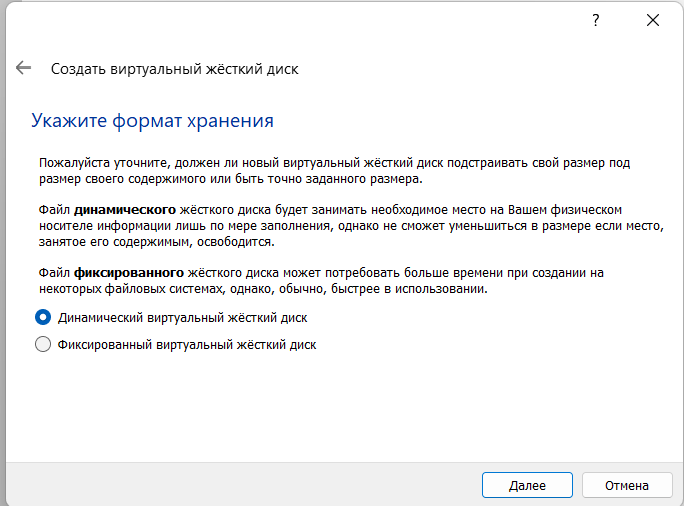 ?
Создать виртуальный жёсткий диск
Укажите формат хранения
Пожалуйста уточните, должен ли новый виртуальный жёсткий диск подстраивать свой размер под
размер своего содержимого или быть точно заданного размера.
Файл динамического жёсткого диска будет занимать необходимое место на Вашем физическом
носителе информации лишь по мере заполнения, однако не сможет уменьшиться в размере если место,
занятое его содержимым, освободится.
Файл фиксированного жёсткого диска может потребовать больше времени при создании на
некоторых файловых системах, однако, обычно, быстрее в использовании.
Динамический виртуальный жёсткий диск
Фиксированный виртуальный жёсткий диск
Далее Отмена